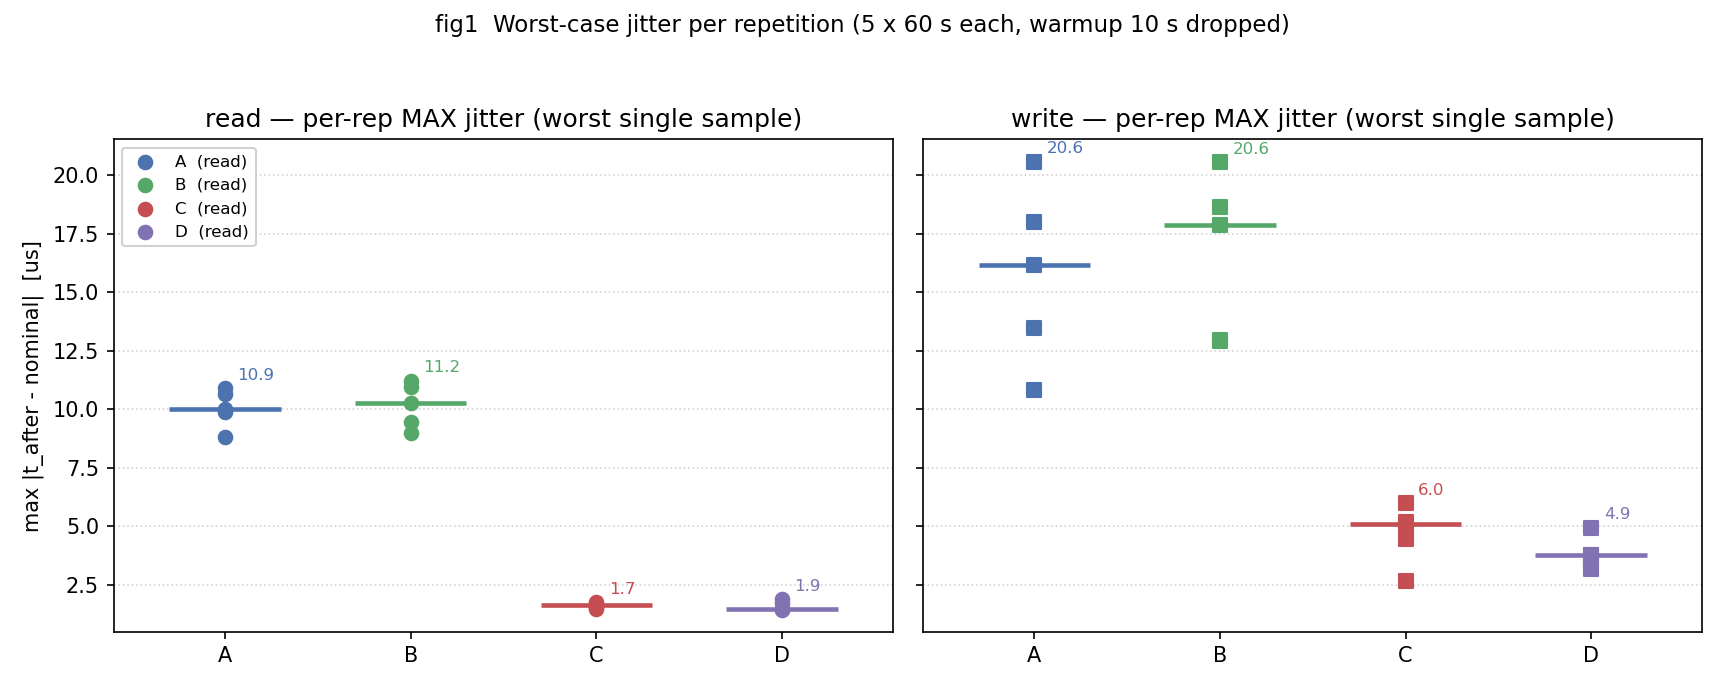 fig1  Worst-case jitter per repetition (5 x 60 s each, warmup 10 s dropped)
read — per-rep MAX jitter (worst single sample)
max |t_after - nominal|  [us]
20.0
17.5
15.0
12.5
10.0
7.5
5.0
2.5
A  (read)
B  (read)
C  (read)
D  (read)
10.9
11.2
1.7
1.9
A
B
C
D
write — per-rep MAX jitter (worst single sample)
20.6
20.6
6.0
4.9
A
B
C
D